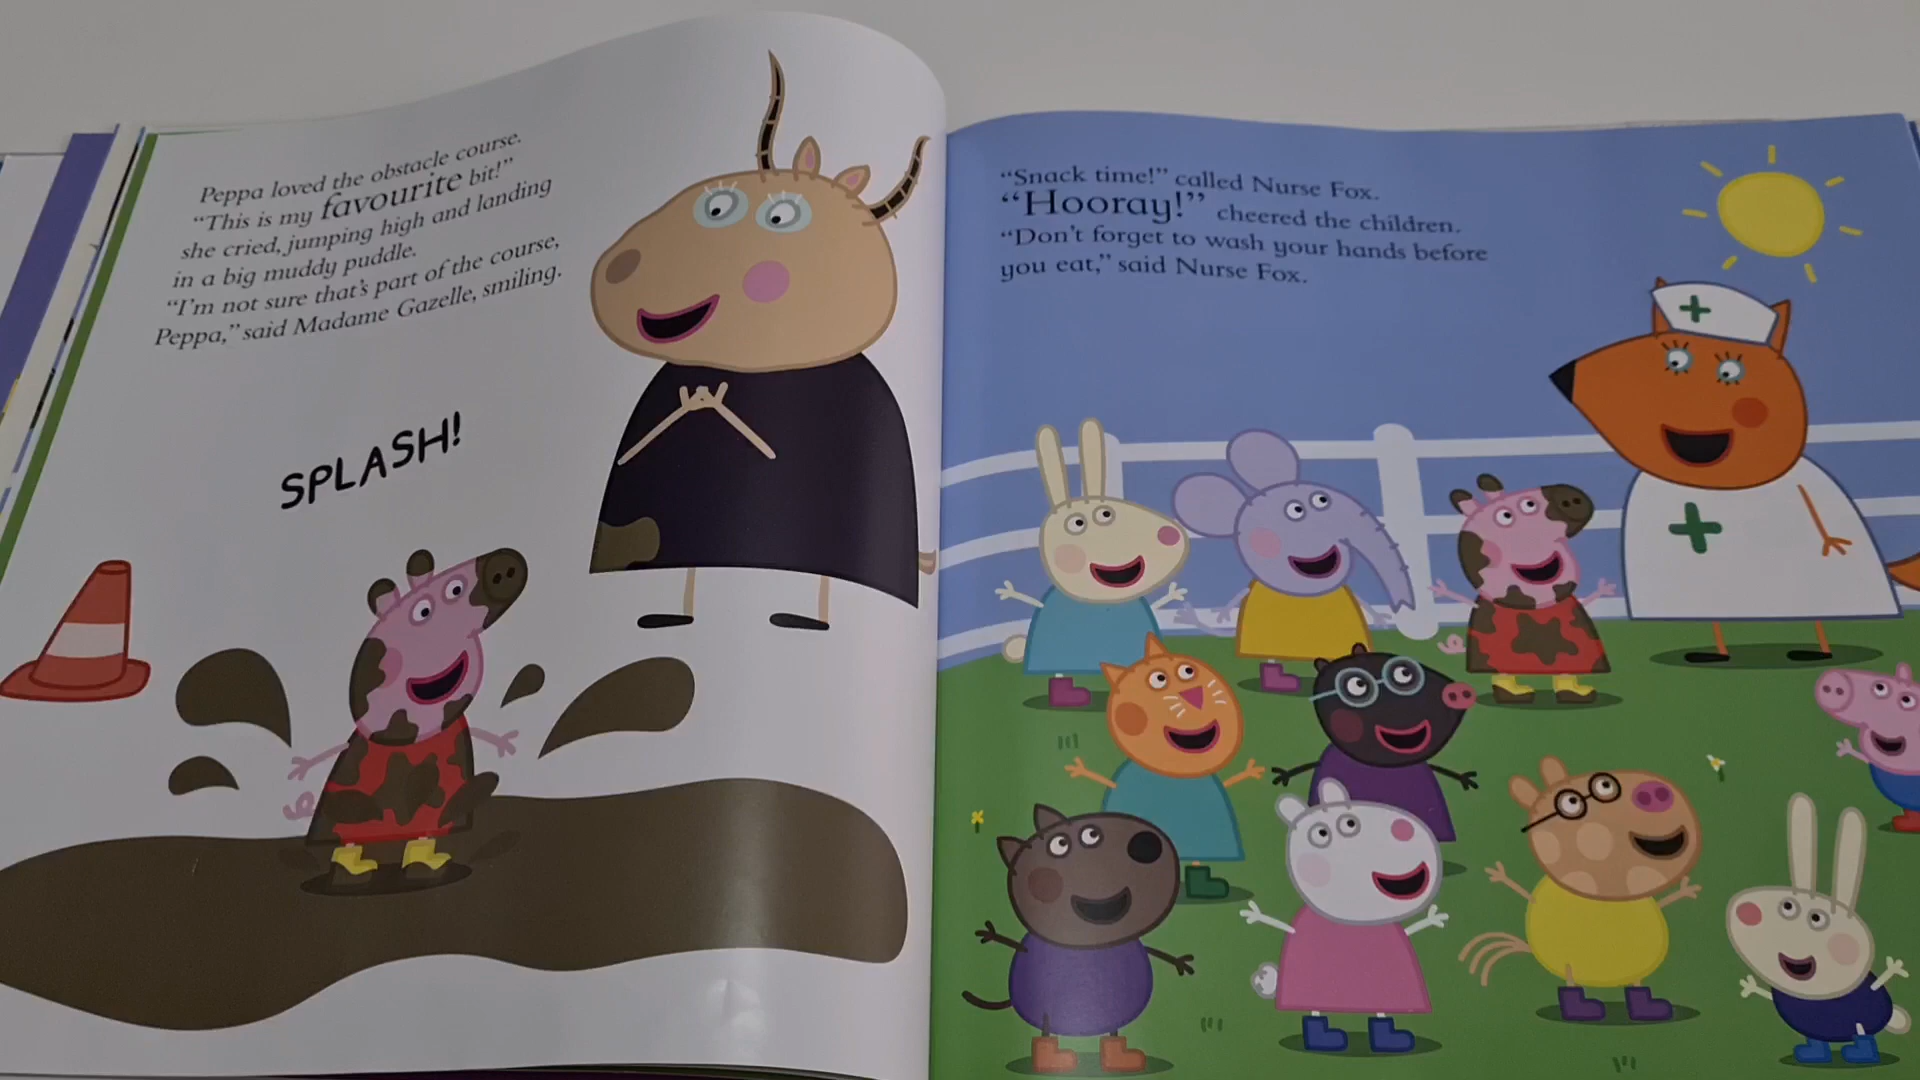 Peppa loved the obstacle course.
“This is my favourite bit!”
she cried, jumping high and landing
in a big muddy puddle.
“I’m not sure that’s part of the course,
Peppa,” said Madame Gazelle, smiling.
SPLASH!
“Snack time!” called Nurse Fox.
“Hooray!” cheered the children.
“Don’t forget to wash your hands before
you eat,” said Nurse Fox.